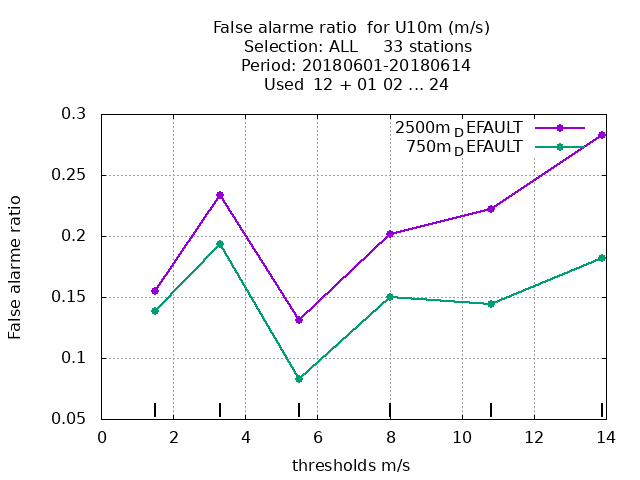 False alarme ratio  for U10m (m/s)
Selection: ALL     33 stations
Period: 20180601-20180614
Used  12 + 01 02 ... 24
2500m_DEFAULT
750m_DEFAULT
0.3
0.25
0.2
0.15
0.1
0.05
False alarme ratio
0 2 4 6 8 10 12 14
thresholds m/s